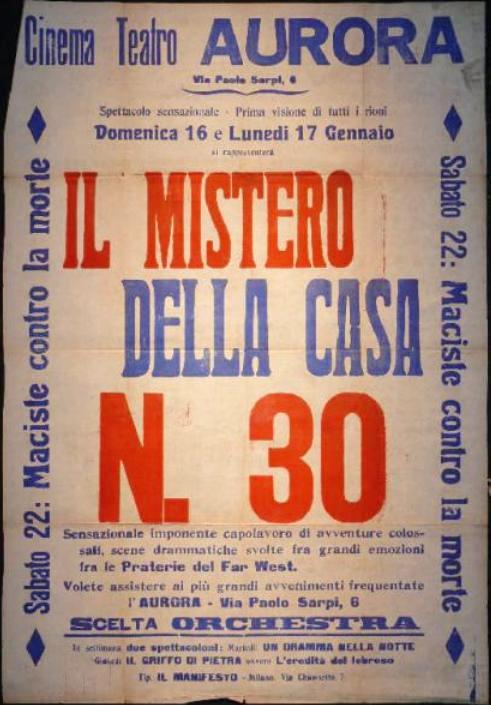 Cinema Teatro AURORA
Via Paolo Sarpi, 6
Spettacolo sensazionale - Prima visione di tutti i rioni
Domenica 16 e Lunedì 17 Gennaio
si rappresenterà
IL MISTERO
DELLA CASA
N. 30
Sensazionale imponente capolavoro di avventure colos-
sali, scene drammatiche svolte fra grandi emozioni
fra le Praterie del Far West.
Volete assistere ai più grandi avvenimenti frequentate
l'AURORA - Via Paolo Sarpi, 6
SCELTA ORCHESTRA
In settimana due spettacoloni: Martedì UN DRAMMA NELLA NOTTE
Giovedì IL GRIFFO DI PIETRA ovvero L'eredità del lebroso
Tip. IL MANIFESTO - Milano, Via
Sabato 22: Maciste contro la morte
Sabato 22: Maciste contro la morte